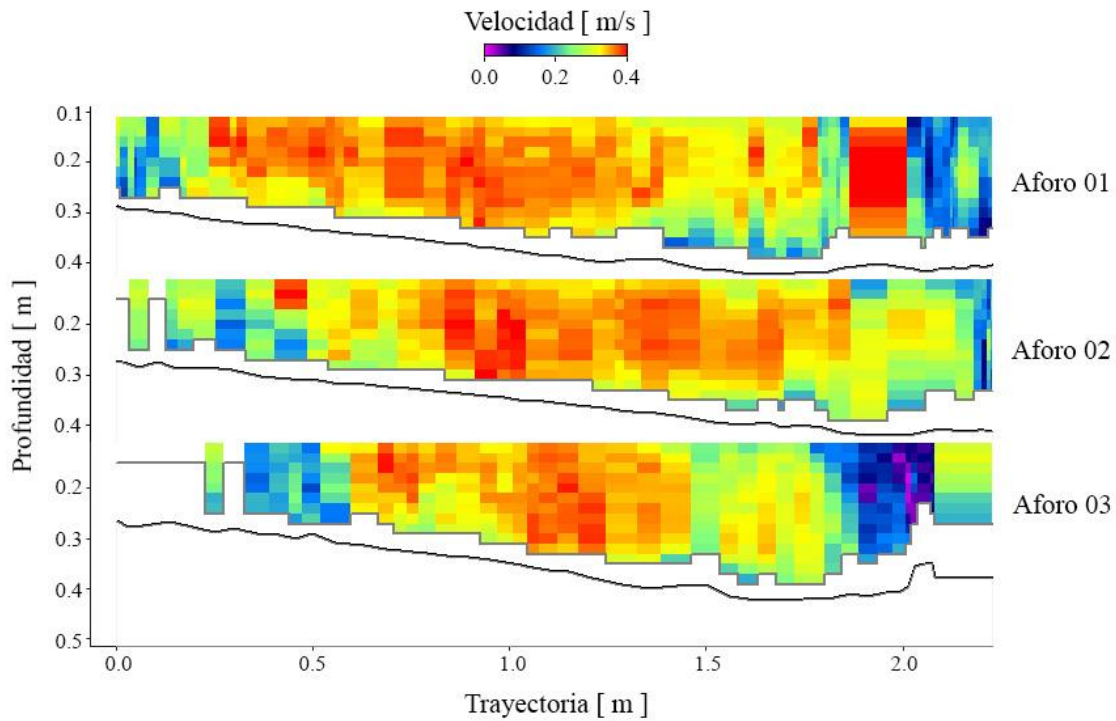 Velocidad [ m/s ]
0.0 0.2 0.4
0.1
0.2
0.3
0.4
Aforo 01
0.2
0.3
0.4
Aforo 02
0.2
0.3
0.4
0.5
Aforo 03
Profundidad [ m ]
0.0 0.5 1.0 1.5 2.0
Trayectoria [ m ]